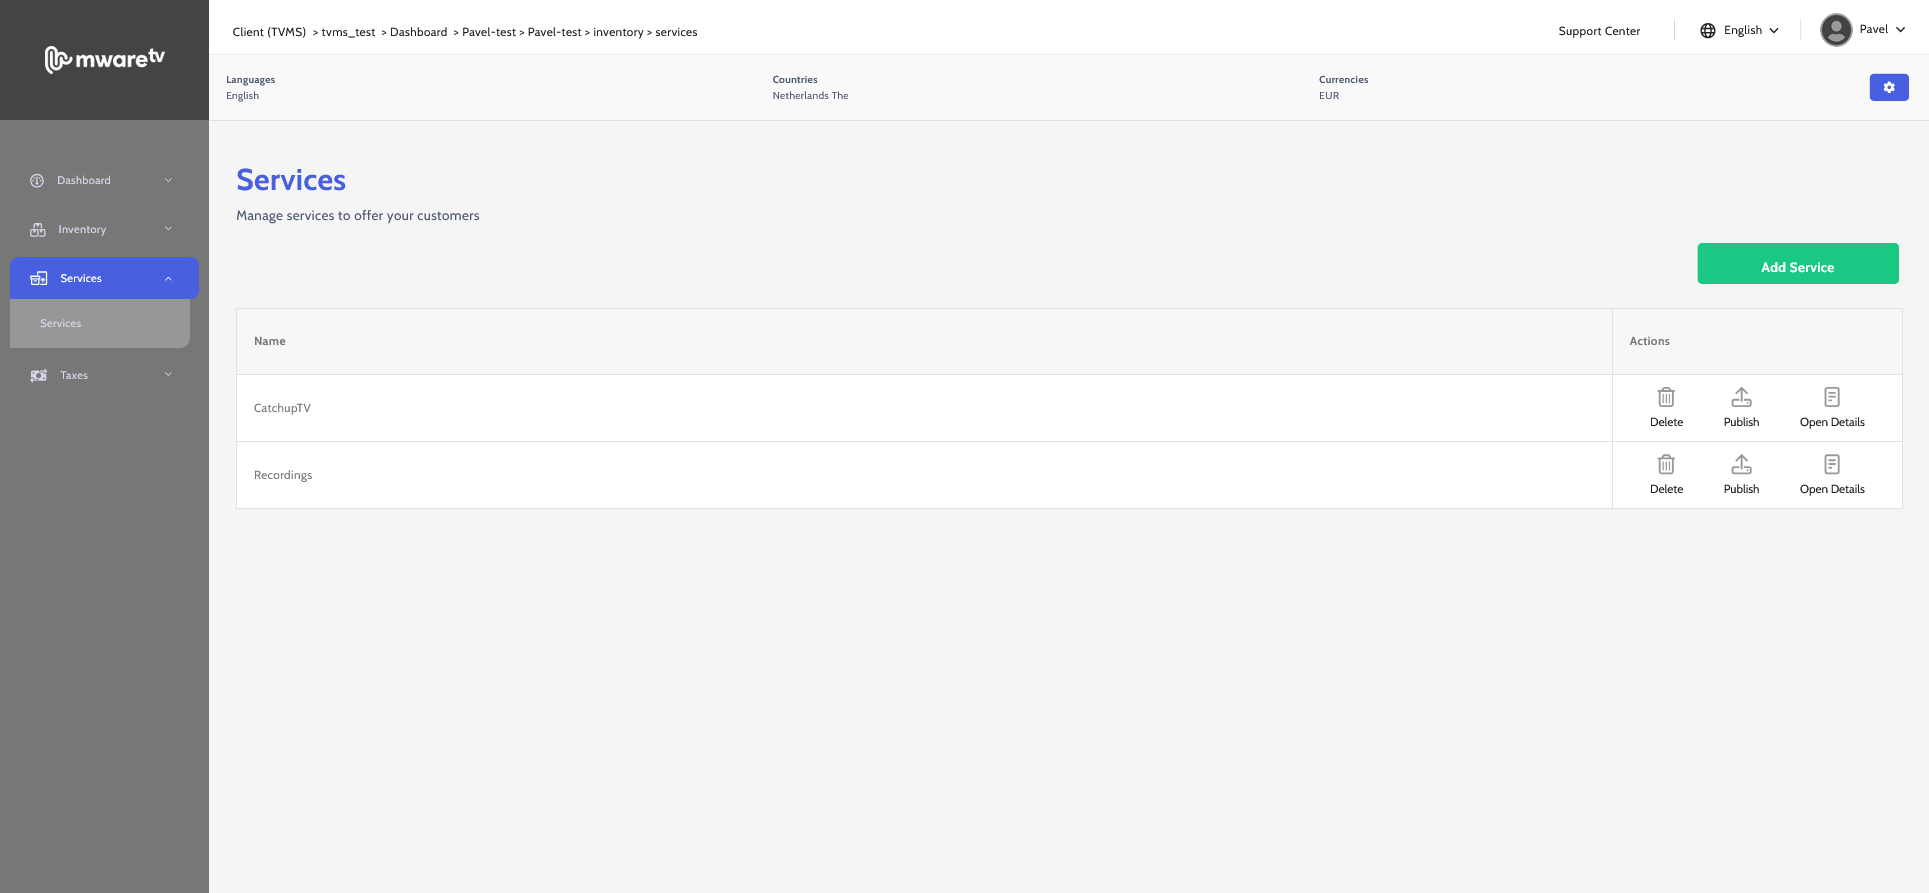 mwaretv
Client (TVMS) > tvms_test > Dashboard > Pavel-test > Pavel-test > inventory > services
Support Center
English
Pavel
Languages
English
Countries
Netherlands The
Currencies
EUR
Dashboard
Inventory
Services
Services
Taxes
Services
Manage services to offer your customers
Add Service
Name
Actions
CatchupTV
Delete
Publish
Open Details
Recordings
Delete
Publish
Open Details